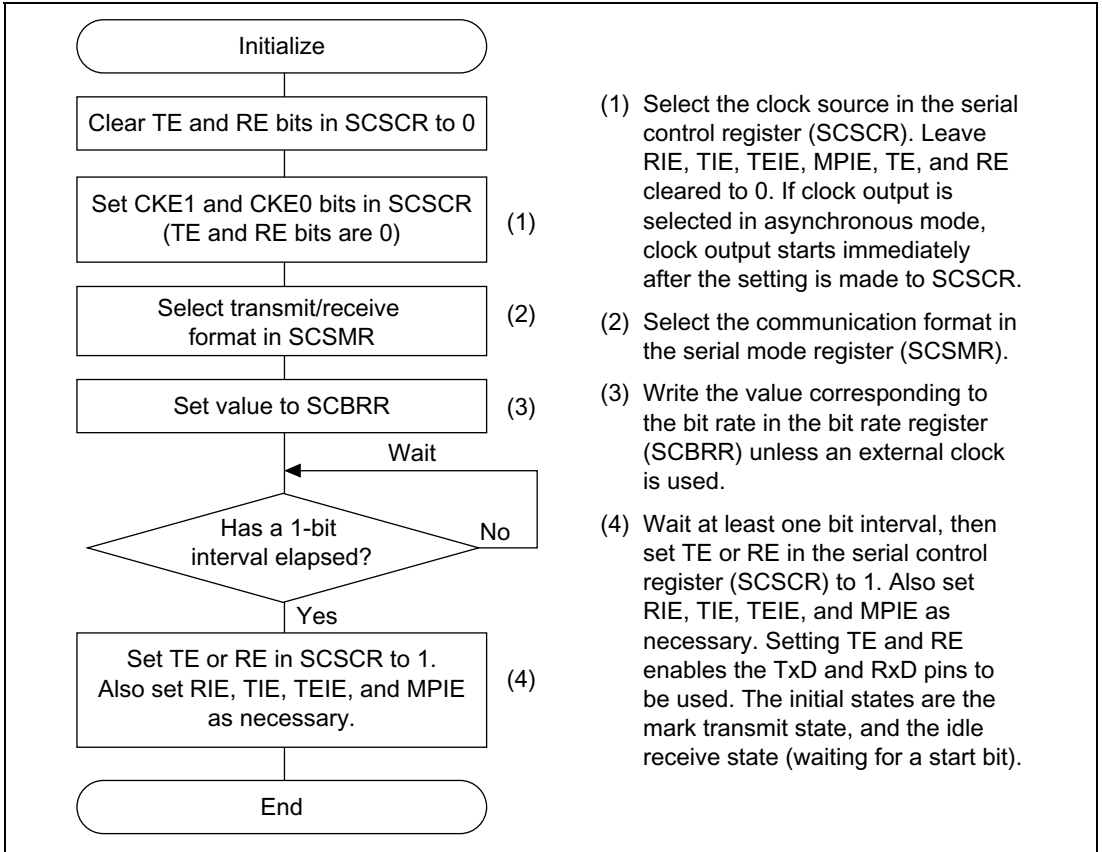 Initialize
Clear TE and RE bits in SCSCR to 0
Set CKE1 and CKE0 bits in SCSCR
(TE and RE bits are 0)
(1)
Select transmit/receive
format in SCSMR
(2)
Set value to SCBRR
(3)
Wait
Has a 1-bit
interval elapsed?
No
Yes
Set TE or RE in SCSCR to 1.
Also set RIE, TIE, TEIE, and MPIE
as necessary.
(4)
End
(1) Select the clock source in the serial
control register (SCSCR). Leave
RIE, TIE, TEIE, MPIE, TE, and RE
cleared to 0. If clock output is
selected in asynchronous mode,
clock output starts immediately
after the setting is made to SCSCR.
(2) Select the communication format in
the serial mode register (SCSMR).
(3) Write the value corresponding to
the bit rate in the bit rate register
(SCBRR) unless an external clock
is used.
(4) Wait at least one bit interval, then
set TE or RE in the serial control
register (SCSCR) to 1. Also set
RIE, TIE, TEIE, and MPIE as
necessary. Setting TE and RE
enables the TxD and RxD pins to
be used. The initial states are the
mark transmit state, and the idle
receive state (waiting for a start bit).